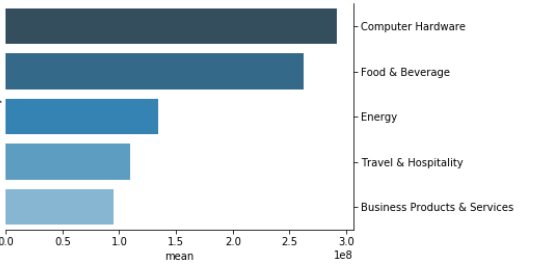 Computer Hardware
Food & Beverage
Energy
Travel & Hospitality
Business Products & Services
0.0 0.5 1.0 1.5 2.0 2.5 3.0
mean 1e8